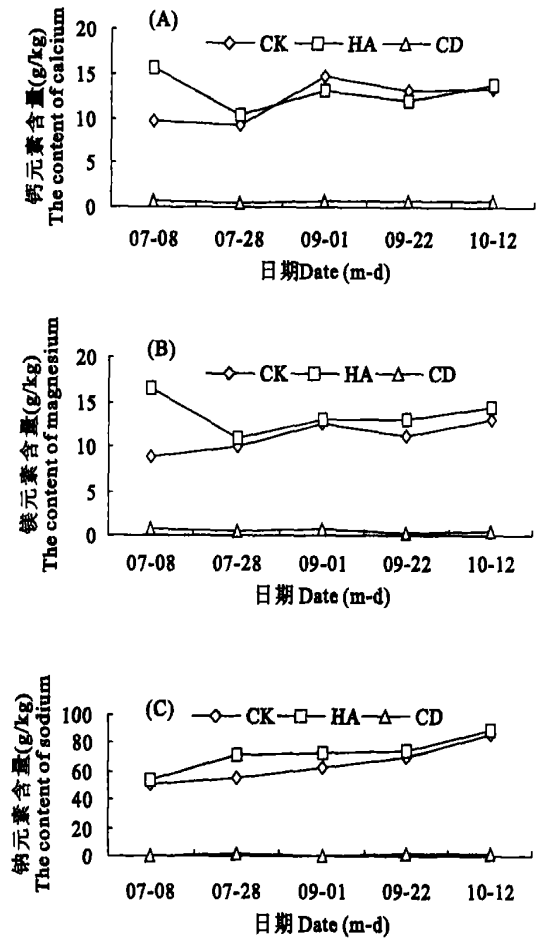 (A)
CK HA CD
钙元素含量(g/kg)
The content of calcium
20
15
10
5
0
07-08 07-28 09-01 09-22 10-12
日期Date (m-d)
(B)
CK HA CD
镁元素含量(g/kg)
The content of magnesium
20
15
10
5
0
07-08 07-28 09-01 09-22 10-12
日期 Date (m-d)
(C)
CK HA CD
钠元素含量(g/kg)
The content of sodium
100
80
60
40
20
0
07-08 07-28 09-01 09-22 10-12
日期 Date (m-d)